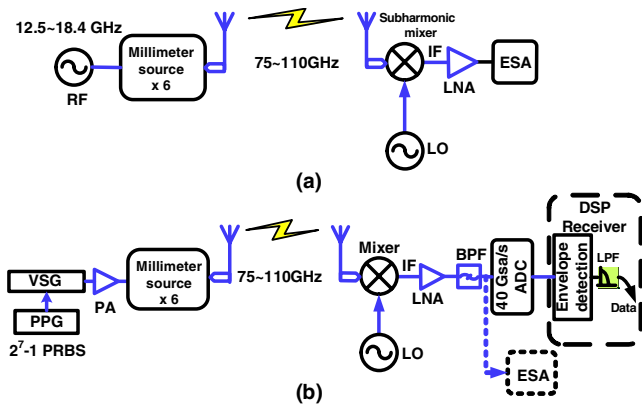 12.5~18.4 GHz
RF
Millimeter
source
x 6
75~110GHz
Subharmonic
mixer
IF
LNA
ESA
LO
(a)
VSG
PPG
2^7-1 PRBS
PA
Millimeter
source
x 6
75~110GHz
Mixer
IF
LNA
LO
BPF
40 Gsa/s
ADC
DSP
Receiver
Envelope
detection
LPF
Data
ESA
(b)